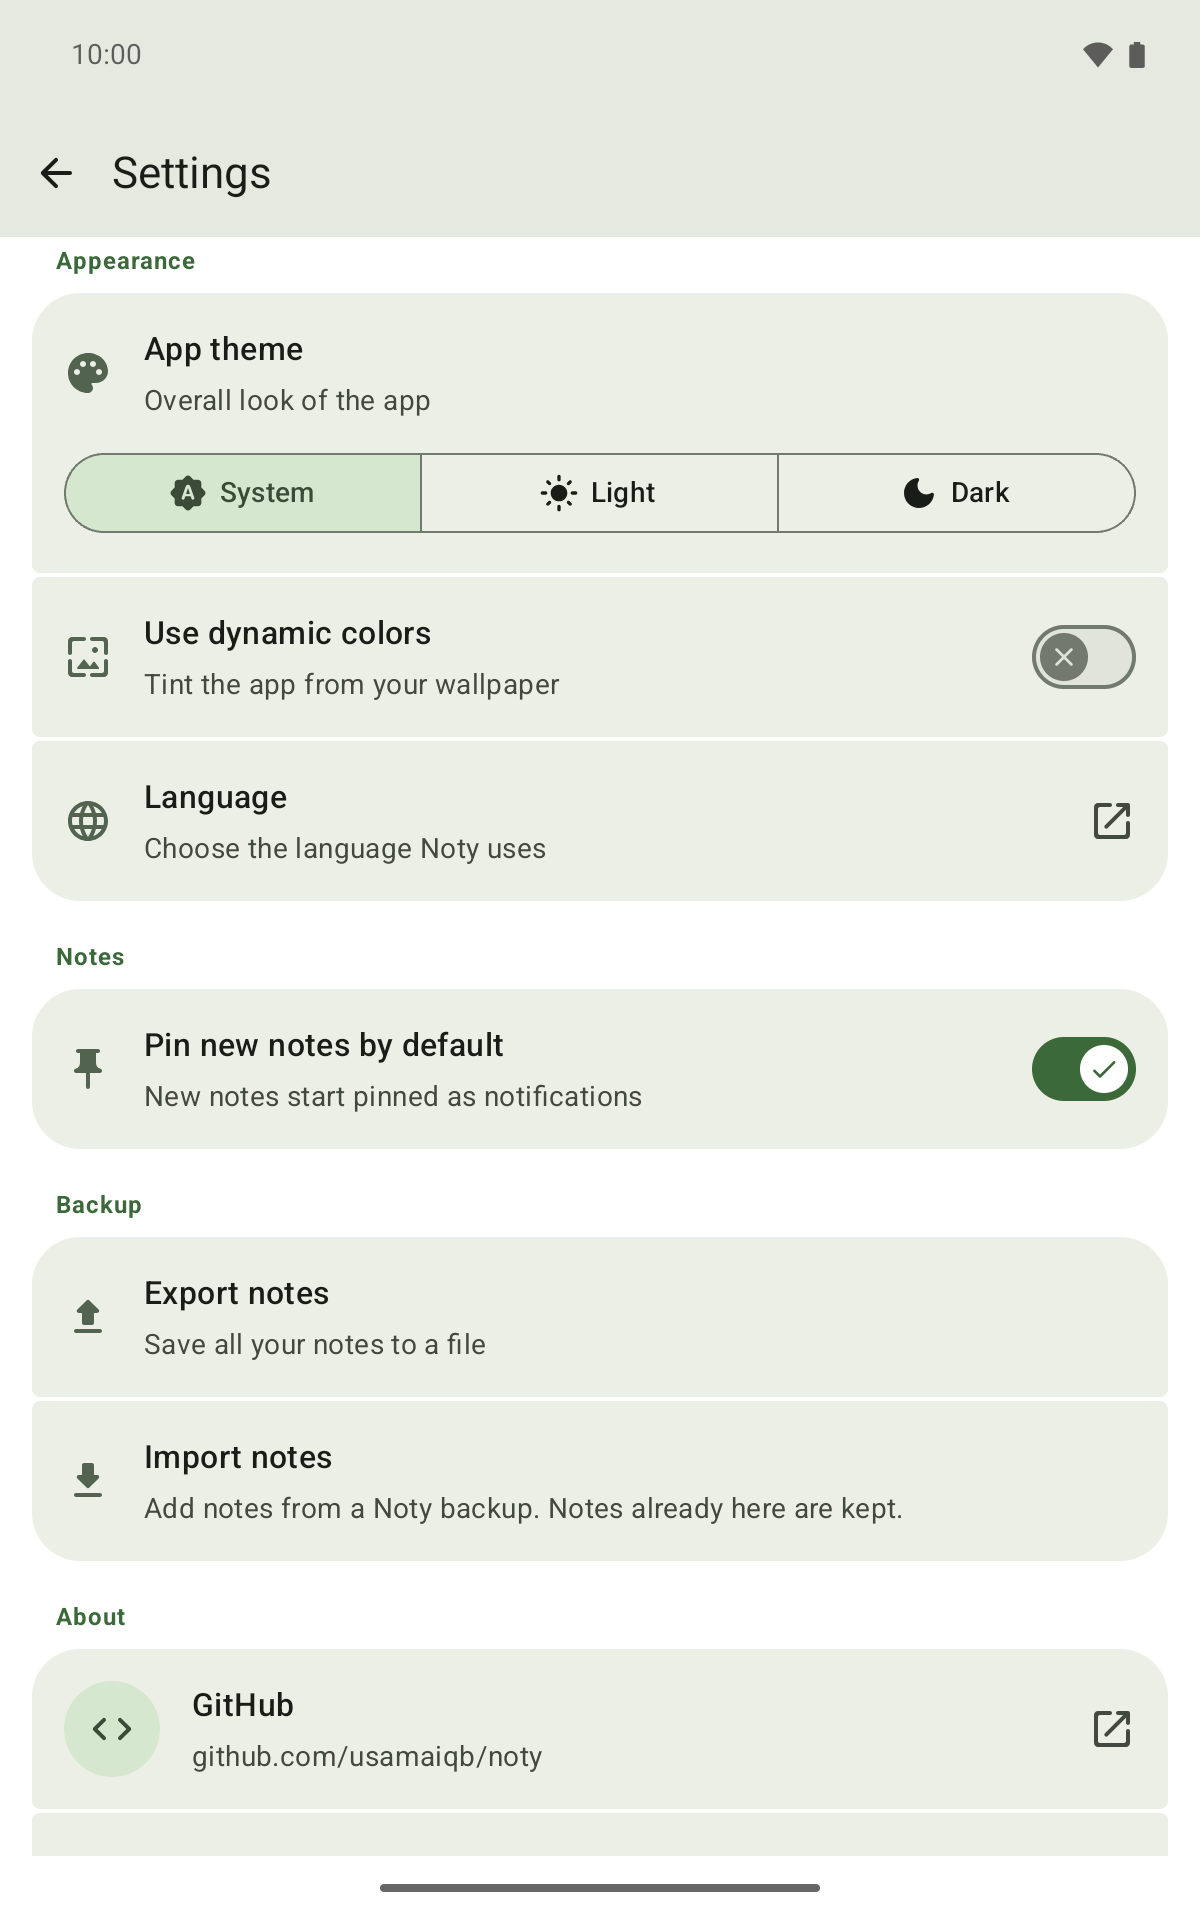 10:00
Settings
Appearance
App theme
Overall look of the app
System
Light
Dark
Use dynamic colors
Tint the app from your wallpaper
Language
Choose the language Noty uses
Notes
Pin new notes by default
New notes start pinned as notifications
Backup
Export notes
Save all your notes to a file
Import notes
Add notes from a Noty backup. Notes already here are kept.
About
GitHub
github.com/usamaiqb/noty